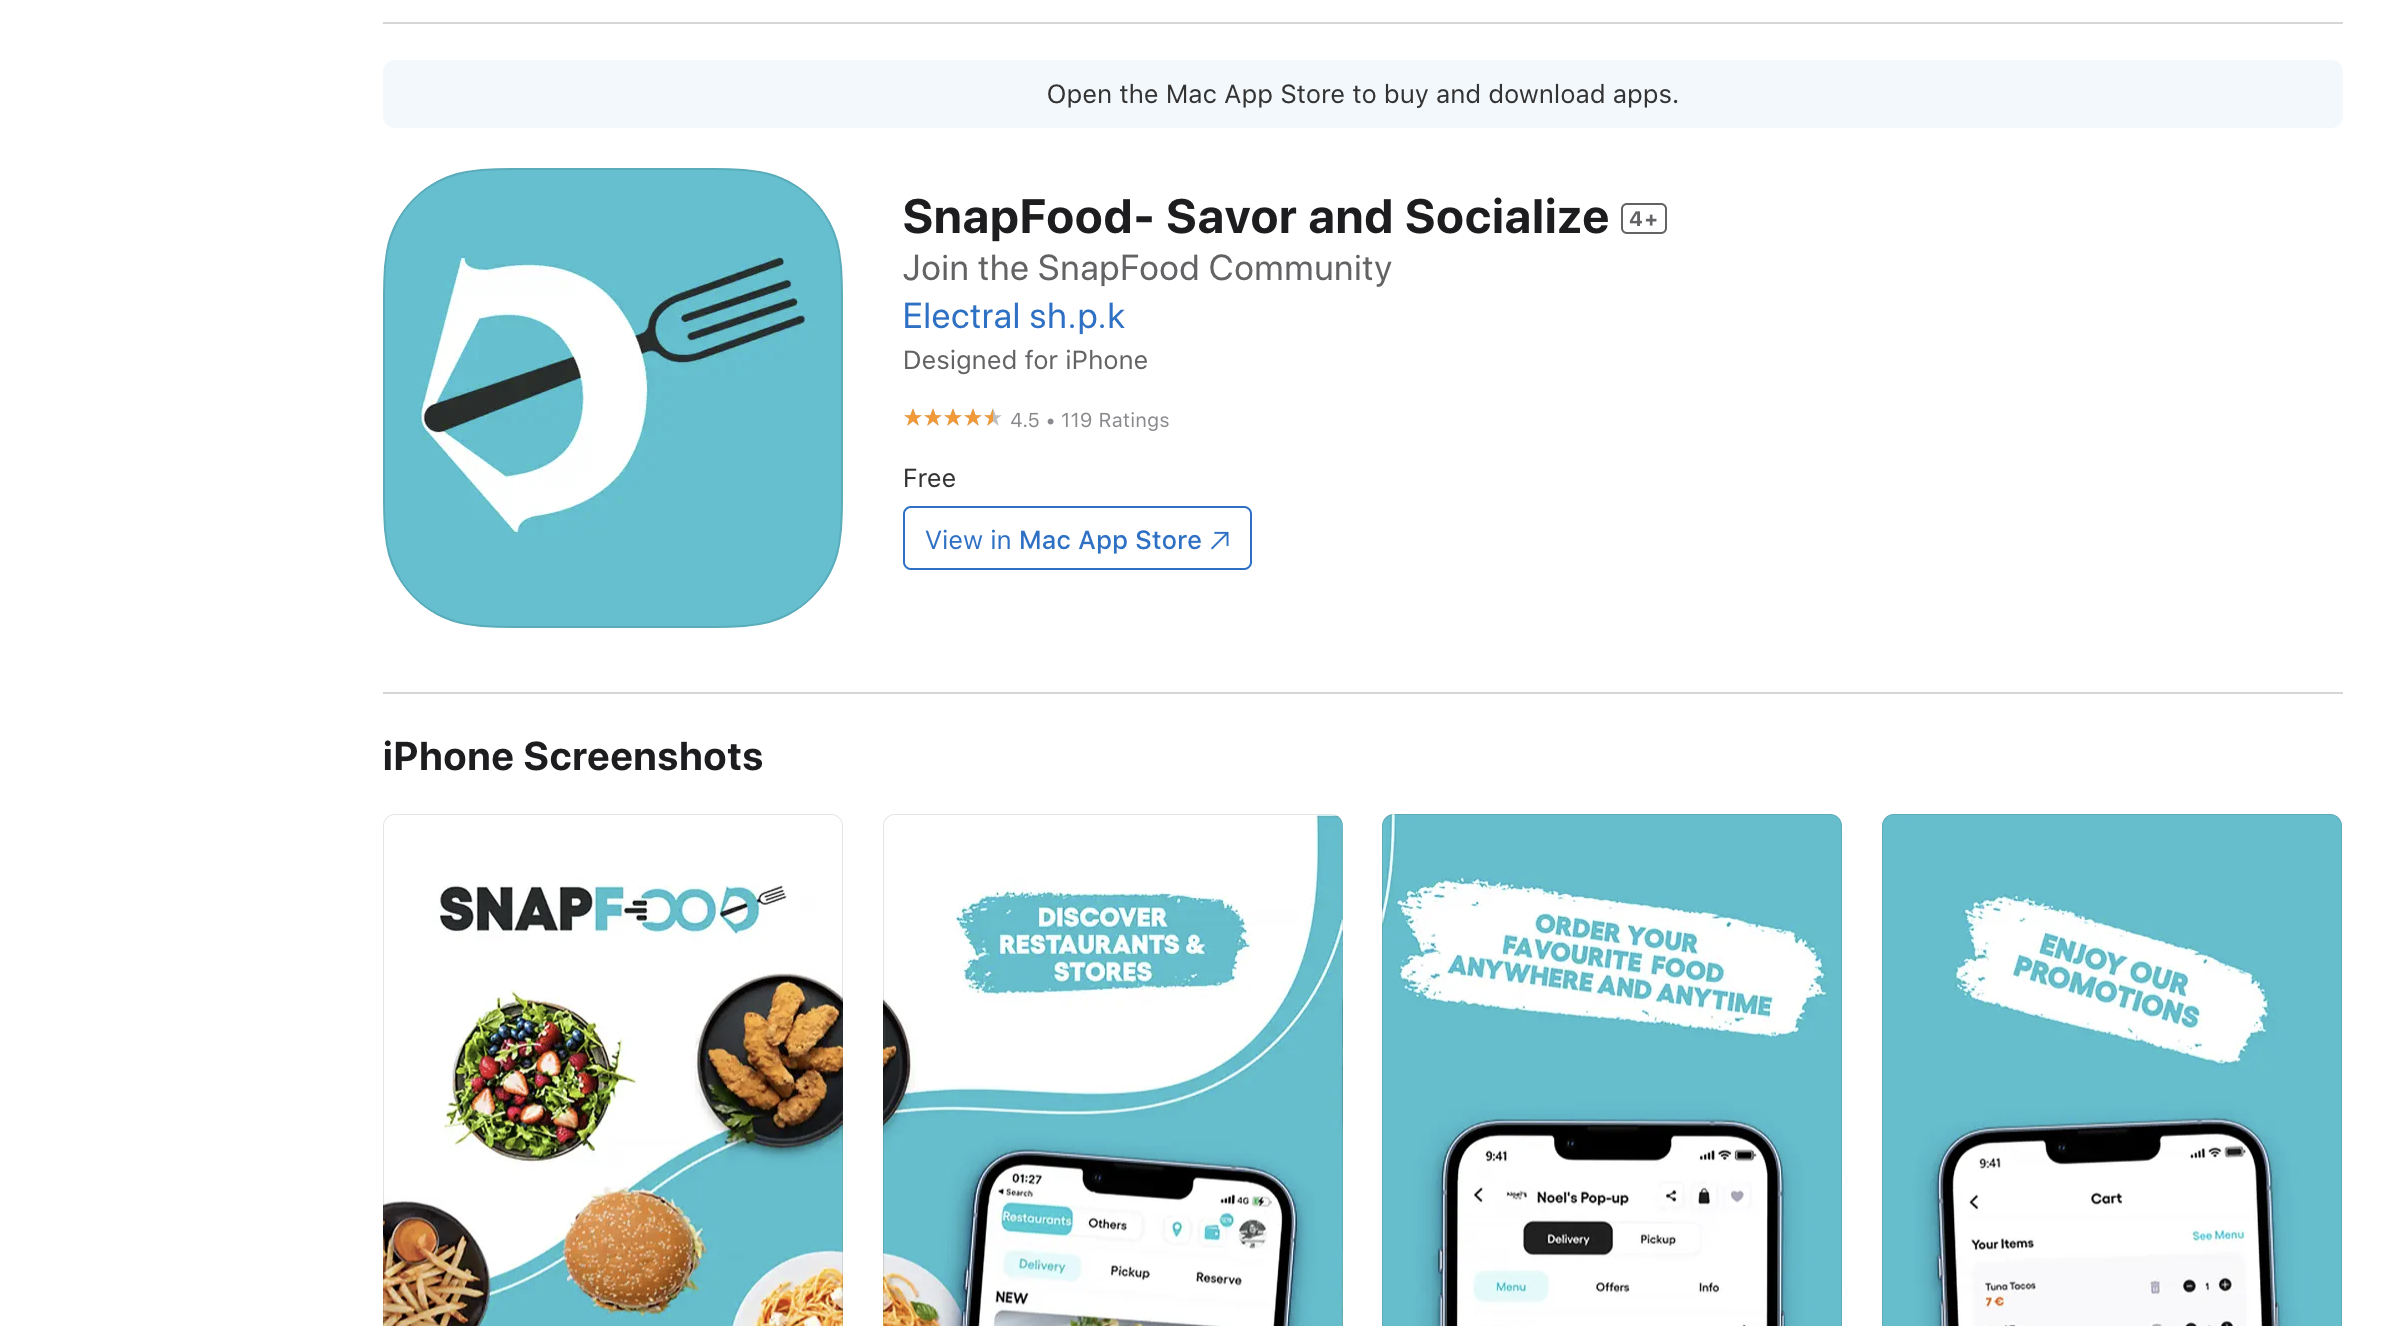 Open the Mac App Store to buy and download apps.
SnapFood- Savor and Socialize 4+
Join the SnapFood Community
Electral sh.p.k
Designed for iPhone
4.5 • 119 Ratings
Free
View in Mac App Store
iPhone Screenshots
SNAPFOOD
DISCOVER
RESTAURANTS &
STORES
01:27
Search
4G
Restaurants
Others
Delivery
Pickup
Reserve
NEW
ORDER YOUR
FAVOURITE FOOD
ANYWHERE AND ANYTIME
9:41
Noel's Pop-up
Delivery
Pickup
Menu
Offers
Info
ENJOY OUR
PROMOTIONS
9:41
Cart
Your Items
See Menu
Tuna Tacos
1
7 €